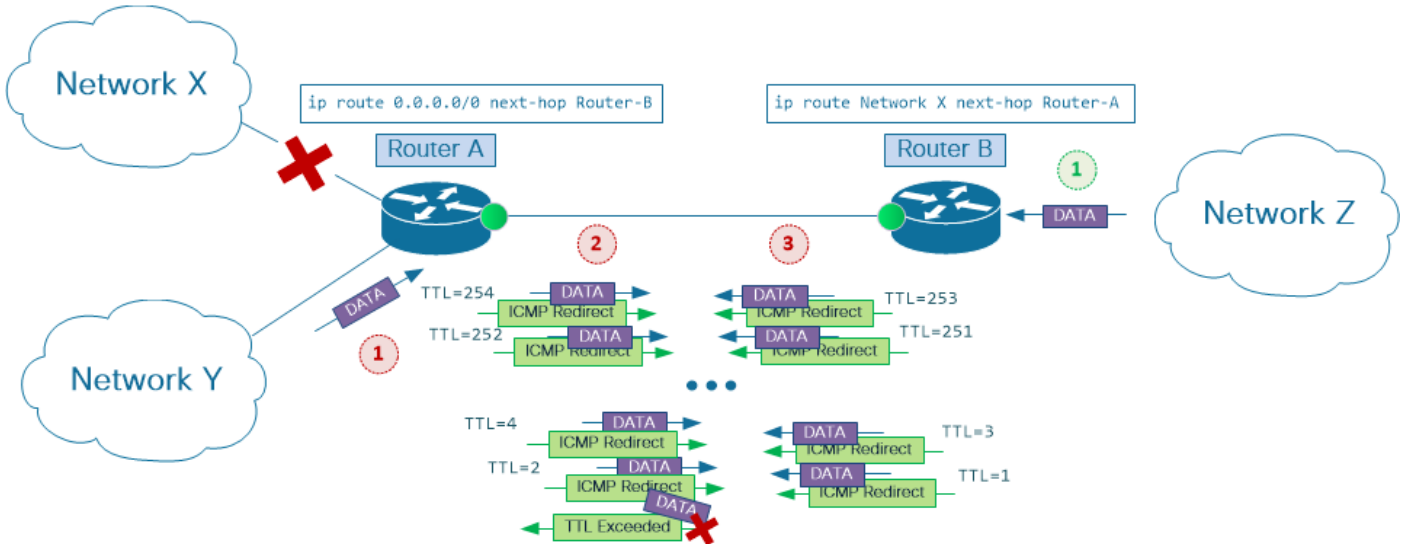 Network X
ip route 0.0.0.0/0 next-hop Router-B
ip route Network X next-hop Router-A
Router A
Router B
1
DATA
Network Z
2
3
DATA
TTL=254
DATA
ICMP Redirect
DATA
TTL=253
ICMP Redirect
1
TTL=252
DATA
ICMP Redirect
DATA
TTL=251
ICMP Redirect
Network Y
...
TTL=4
DATA
ICMP Redirect
DATA
TTL=3
ICMP Redirect
TTL=2
DATA
ICMP Redirect
DATA
TTL=1
ICMP Redirect
DATA
TTL Exceeded